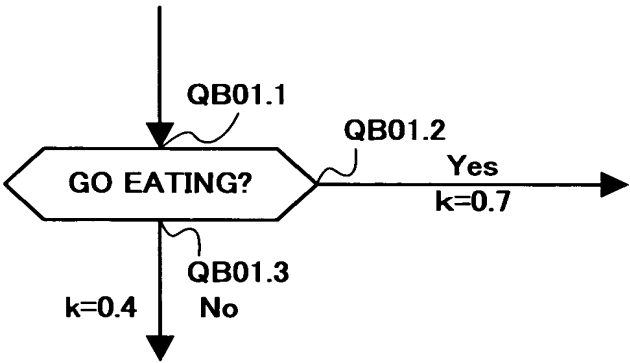 QB01.1
QB01.2
GO EATING?
Yes
k=0.7
QB01.3
k=0.4 No